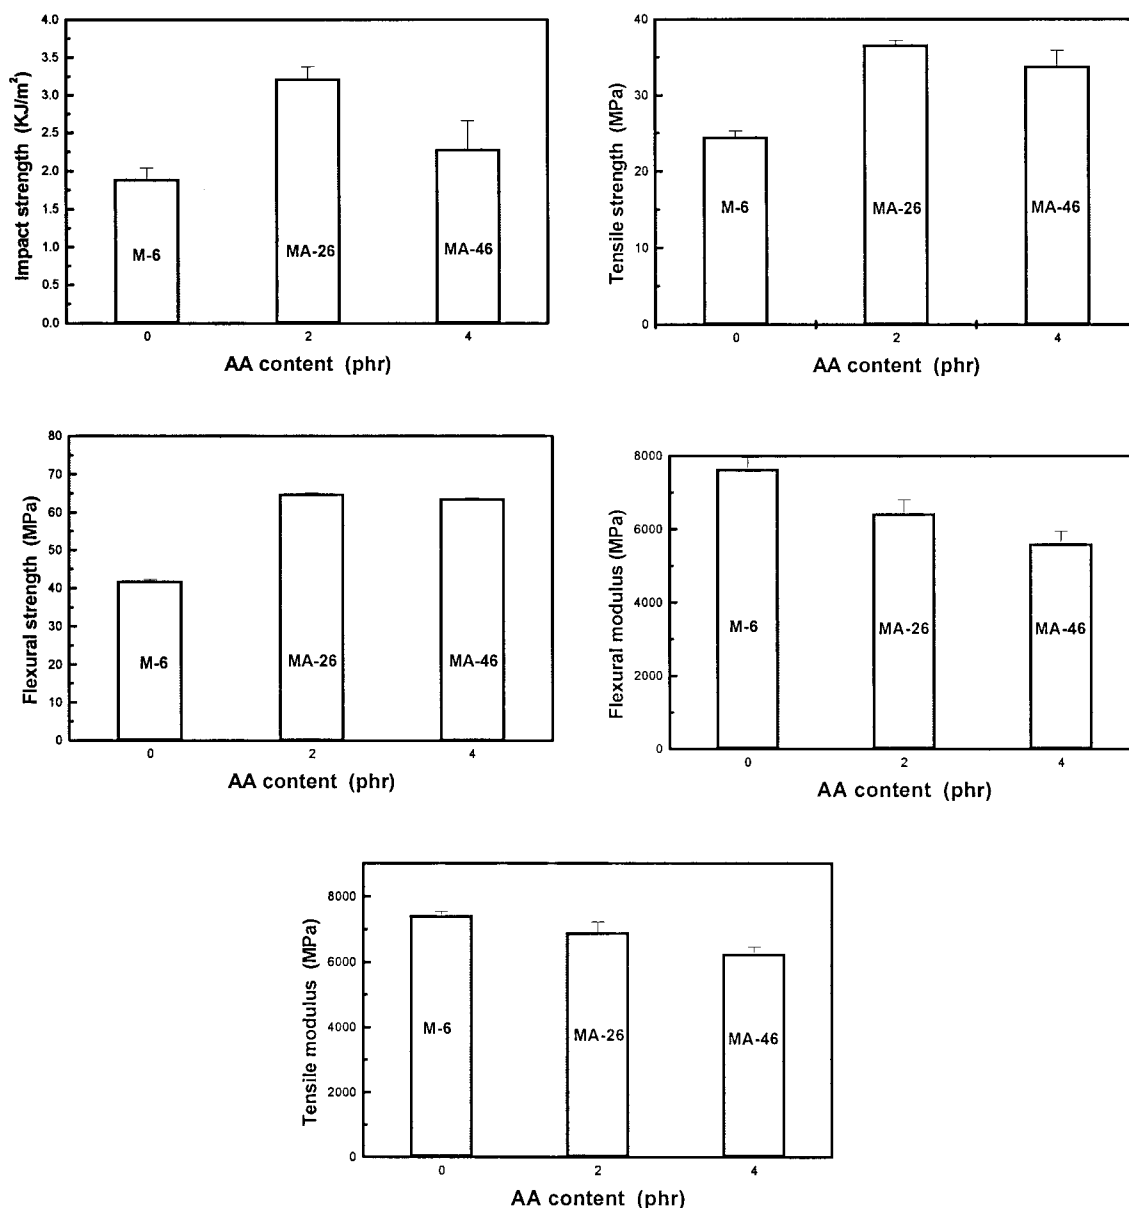 Impact strength (KJ/m²)
4.0
3.5
3.0
2.5
2.0
1.5
1.0
0.5
0.0
M-6
MA-26
MA-46
0 2 4
AA content (phr)
Tensile strength (MPa)
40
30
20
10
0
M-6
MA-26
MA-46
0 2 4
AA content (phr)
Flexural strength (MPa)
80
70
60
50
40
30
20
10
0
M-6
MA-26
MA-46
0 2 4
AA content (phr)
Flexural modulus (MPa)
8000
6000
4000
2000
0
M-6
MA-26
MA-46
0 2 4
AA content (phr)
Tensile modulus (MPa)
8000
6000
4000
2000
0
M-6
MA-26
MA-46
0 2 4
AA content (phr)